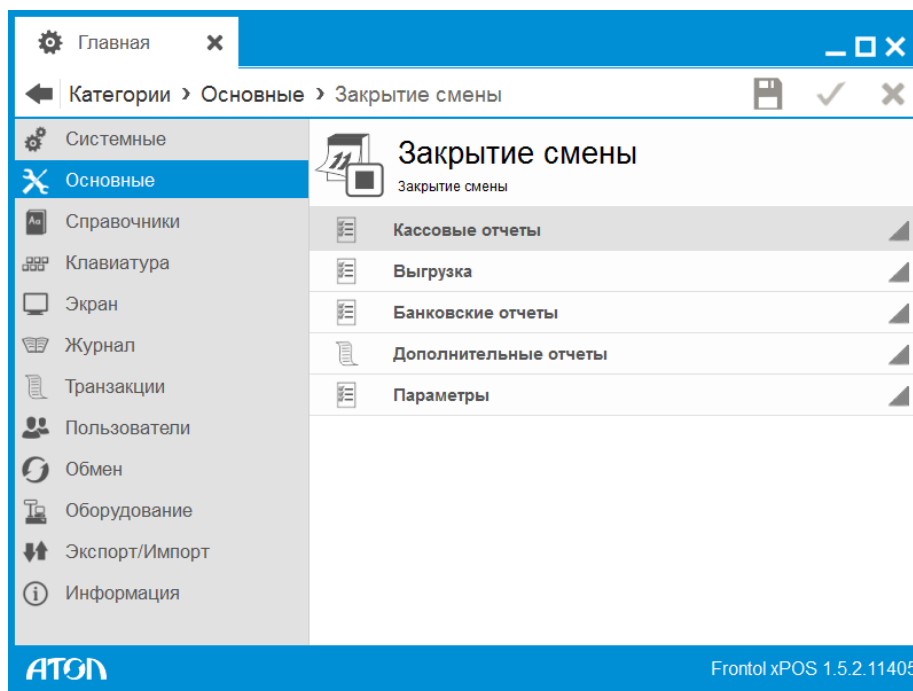 Главная
Категории › Основные › Закрытие смены
Системные
Основные
Справочники
Клавиатура
Экран
Журнал
Транзакции
Пользователи
Обмен
Оборудование
Экспорт/Импорт
Информация
11
Закрытие смены
Закрытие смены
Кассовые отчеты
Выгрузка
Банковские отчеты
Дополнительные отчеты
Параметры
АТОЛ
Frontol xPOS 1.5.2.11405